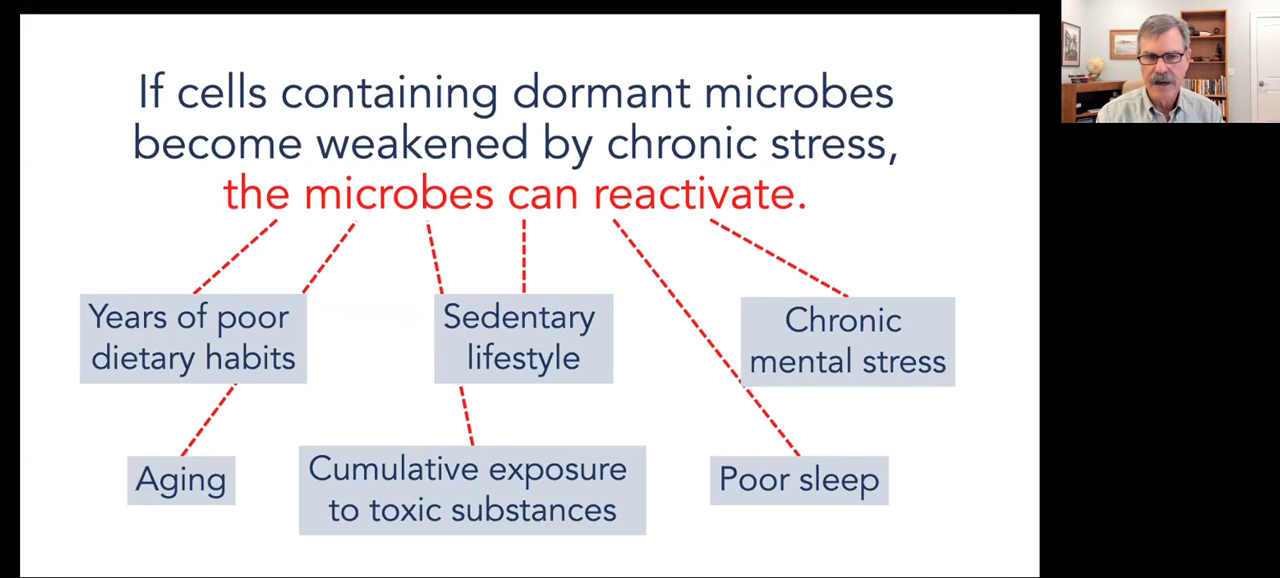 If cells containing dormant microbes
become weakened by chronic stress,
the microbes can reactivate.
Years of poor
dietary habits
Sedentary
lifestyle
Chronic
mental stress
Aging
Cumulative exposure
to toxic substances
Poor sleep